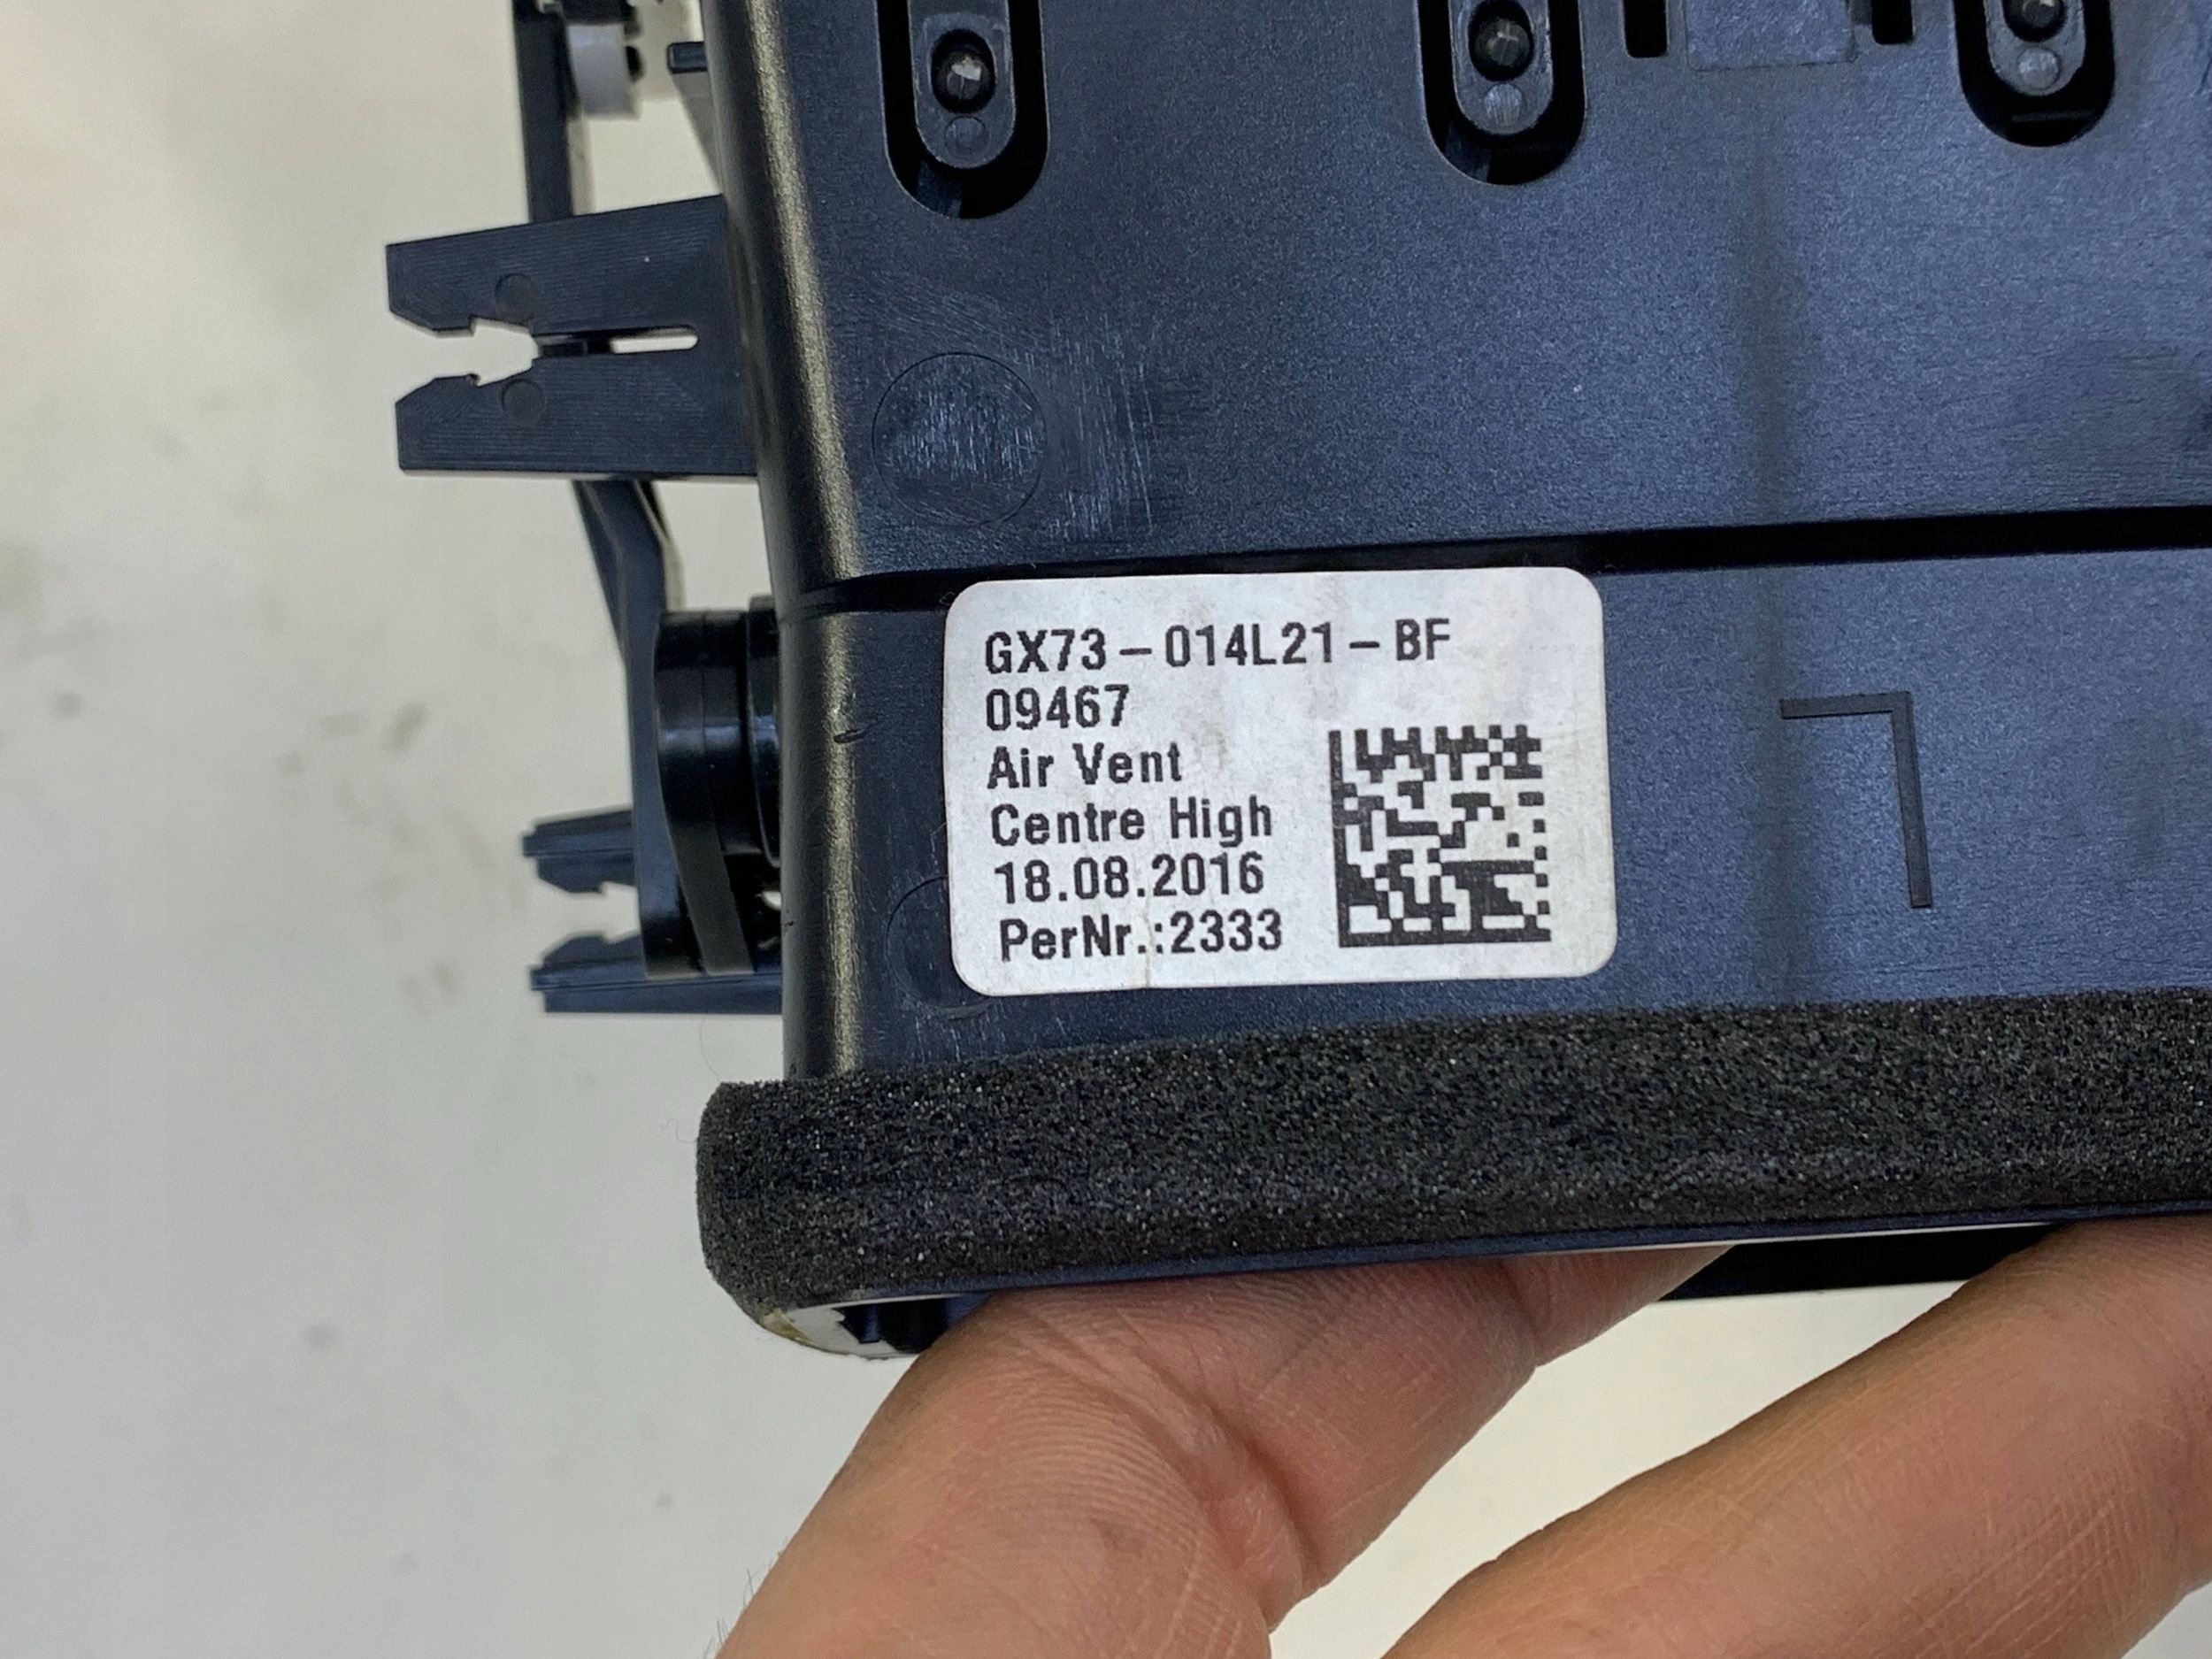 GX73-014L21-BF
09467
Air Vent
Centre High
18.08.2016
PerNr.:2333